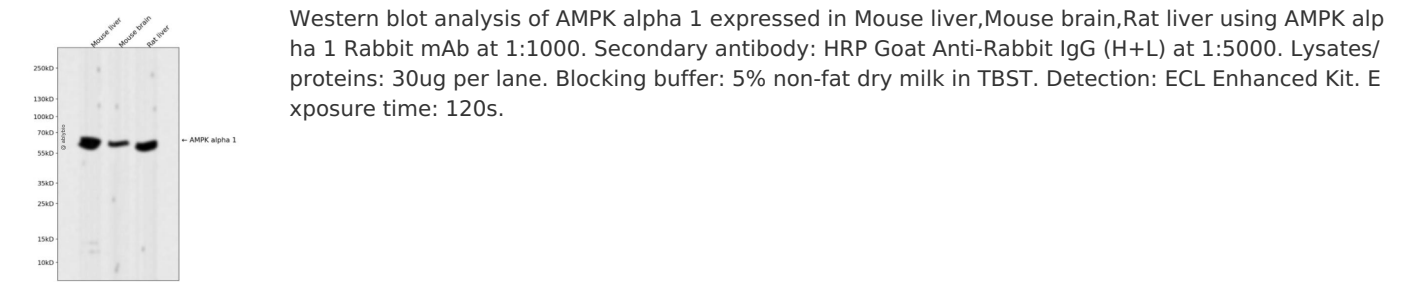 Mouse liver
Mouse brain
Rat liver
250kD
130kD
100kD
70kD
55kD
35kD
25kD
15kD
10kD
@ abiydro
← AMPK alpha 1
Western blot analysis of AMPK alpha 1 expressed in Mouse liver,Mouse brain,Rat liver using AMPK alp
ha 1 Rabbit mAb at 1:1000. Secondary antibody: HRP Goat Anti-Rabbit IgG (H+L) at 1:5000. Lysates/
proteins: 30ug per lane. Blocking buffer: 5% non-fat dry milk in TBST. Detection: ECL Enhanced Kit. E
xposure time: 120s.